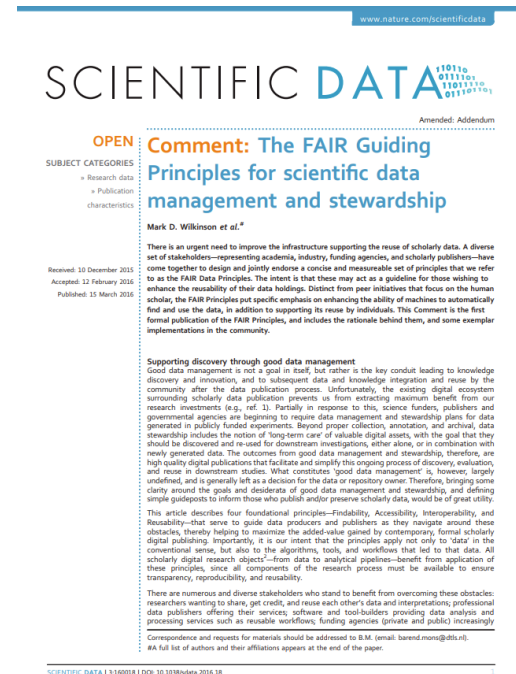 www.nature.com/scientificdata
SCIENTIFIC DATA
110110
011101
101110
011101101
Amended: Addendum
OPEN
SUBJECT CATEGORIES
» Research data
» Publication
characteristics
Received: 10 December 2015
Accepted: 12 February 2016
Published: 15 March 2016
Comment: The FAIR Guiding
Principles for scientific data
management and stewardship
Mark D. Wilkinson et al.#
There is an urgent need to improve the infrastructure supporting the reuse of scholarly data. A diverse
set of stakeholders—representing academia, industry, funding agencies, and scholarly publishers—have
come together to design and jointly endorse a concise and measureable set of principles that we refer
to as the FAIR Data Principles. The intent is that these may act as a guideline for those wishing to
enhance the reusability of their data holdings. Distinct from peer initiatives that focus on the human
scholar, the FAIR Principles put specific emphasis on enhancing the ability of machines to automatically
find and use the data, in addition to supporting its reuse by individuals. This Comment is the first
formal publication of the FAIR Principles, and includes the rationale behind them, and some exemplar
implementations in the community.
Supporting discovery through good data management
Good data management is not a goal in itself, but rather is the key conduit leading to knowledge
discovery and innovation, and to subsequent data and knowledge integration and reuse by the
community after the data publication process. Unfortunately, the existing digital ecosystem
surrounding scholarly data publication prevents us from extracting maximum benefit from our
research investments (e.g., ref. 1). Partially in response to this, science funders, publishers and
governmental agencies are beginning to require data management and stewardship plans for data
generated in publicly funded experiments. Beyond proper collection, annotation, and archival, data
stewardship includes the notion of 'long-term care' of valuable digital assets, with the goal that they
should be discovered and re-used for downstream investigations, either alone, or in combination with
newly generated data. The outcomes from good data management and stewardship, therefore, are
high quality digital publications that facilitate and simplify this ongoing process of discovery, evaluation,
and reuse in downstream studies. What constitutes 'good data management' is, however, largely
undefined, and is generally left as a decision for the data or repository owner. Therefore, bringing some
clarity around the goals and desiderata of good data management and stewardship, and defining
simple guideposts to inform those who publish and/or preserve scholarly data, would be of great utility.
This article describes four foundational principles—Findability, Accessibility, Interoperability, and
Reusability—that serve to guide data producers and publishers as they navigate around these
obstacles, thereby helping to maximize the added-value gained by contemporary, formal scholarly
digital publishing. Importantly, it is our intent that the principles apply not only to 'data' in the
conventional sense, but also to the algorithms, tools, and workflows that led to that data. All
scholarly digital research objects²—from data to analytical pipelines—benefit from application of
these principles, since all components of the research process must be available to ensure
transparency, reproducibility, and reusability.
There are numerous and diverse stakeholders who stand to benefit from overcoming these obstacles:
researchers wanting to share, get credit, and reuse each other's data and interpretations; professional
data publishers offering their services; software and tool-builders providing data analysis and
processing services such as reusable workflows; funding agencies (private and public) increasingly
Correspondence and requests for materials should be addressed to B.M. (email: barend.mons@dtls.nl).
#A full list of authors and their affiliations appears at the end of the paper.
SCIENTIFIC DATA | 3:160018 | DOI: 10.1038/sdata.2016.18
1